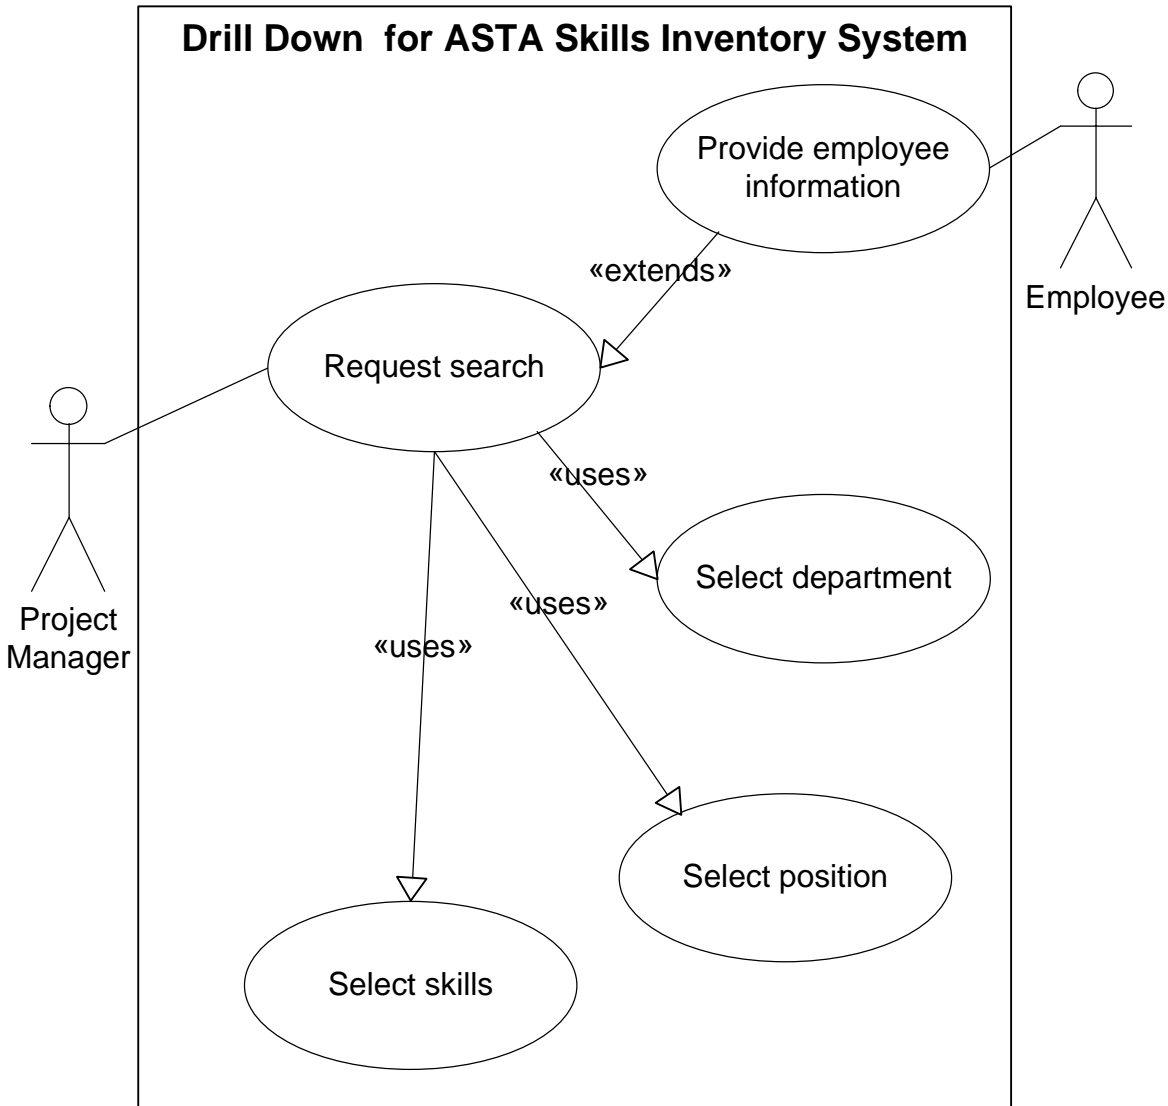 Drill Down  for ASTA Skills Inventory System
Provide employee
information
«extends»
Employee
Request search
«uses»
Select department
«uses»
Project
Manager
«uses»
Select position
Select skills